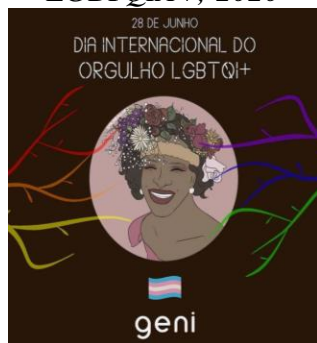 28 DE JUNHO
DIA INTERNACIONAL DO
ORGULHO LGBTQI+
geni